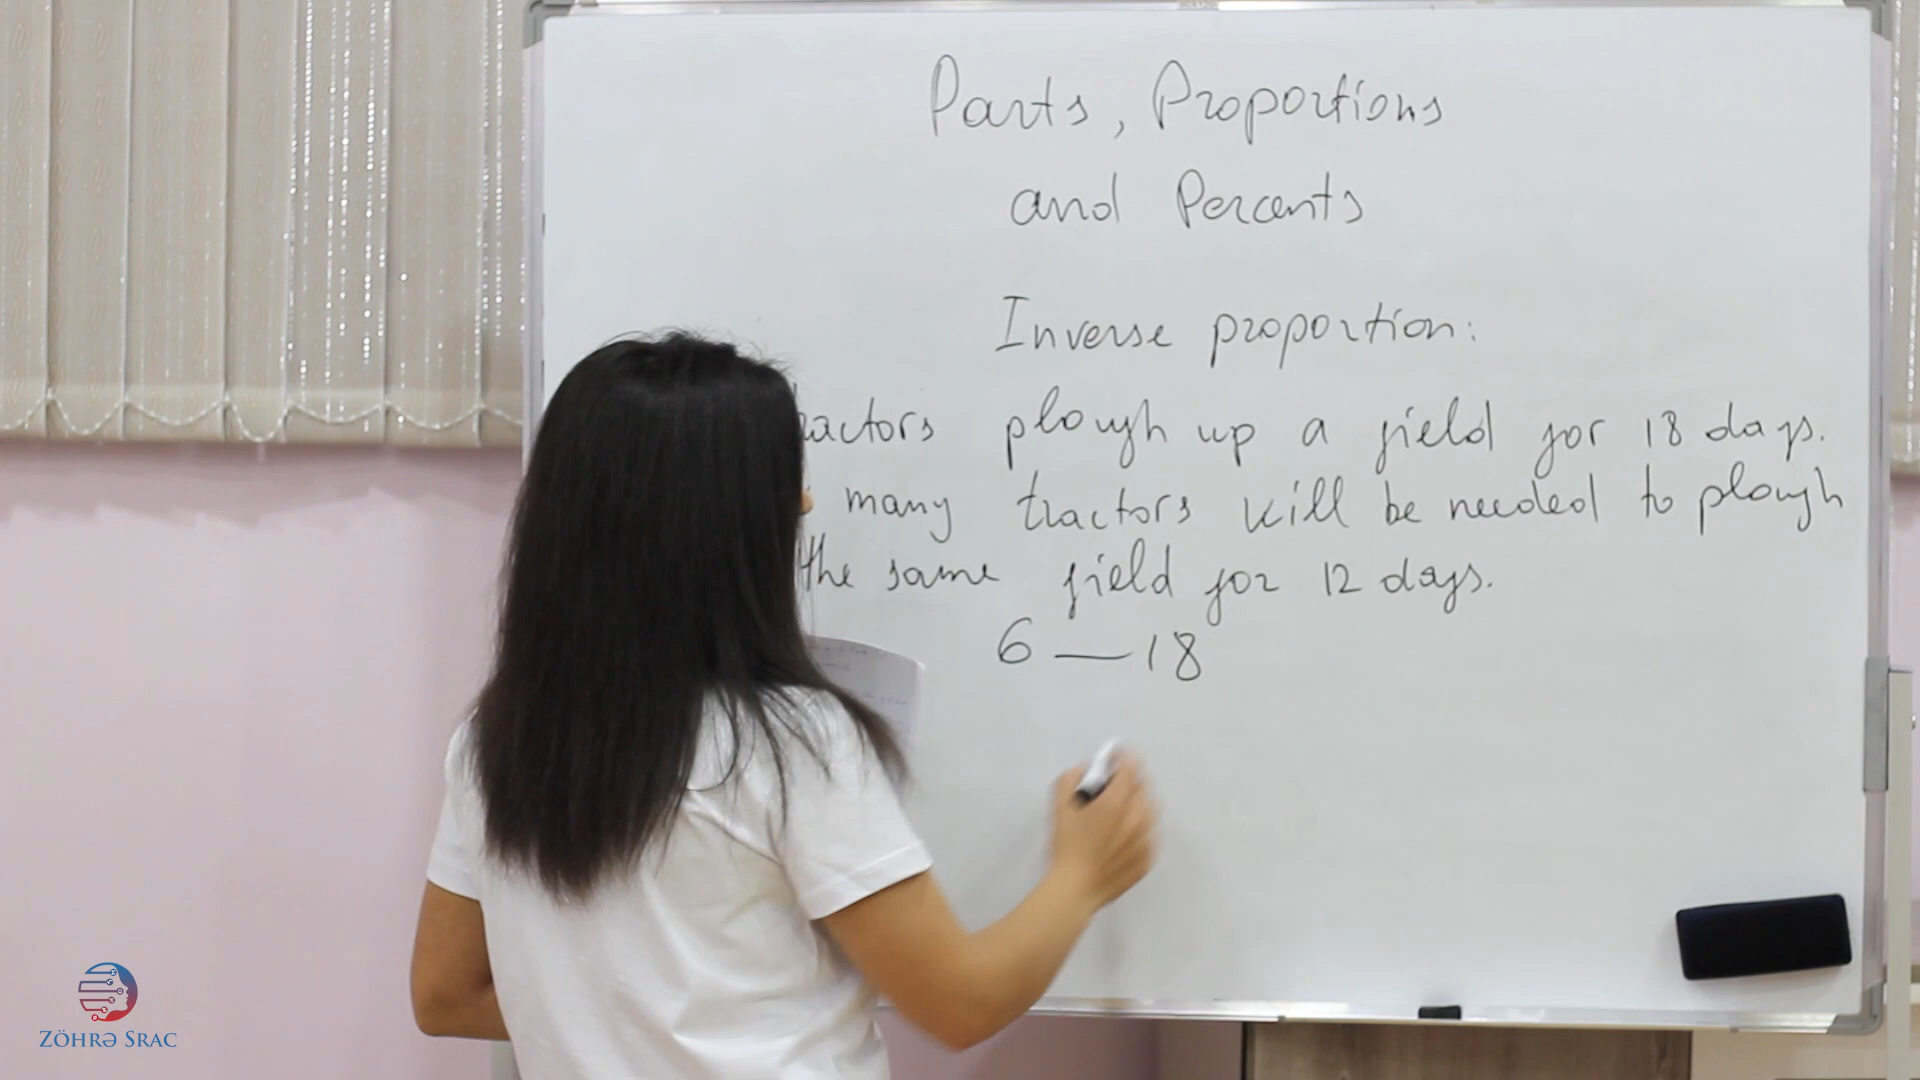 Parts, Proportions
and Percents
Inverse proportion:
plough up a field for 18 days.
many tractors will be needed to plough
the same field for 12 days.
6 — 18
ZÖHRƏ SRAC